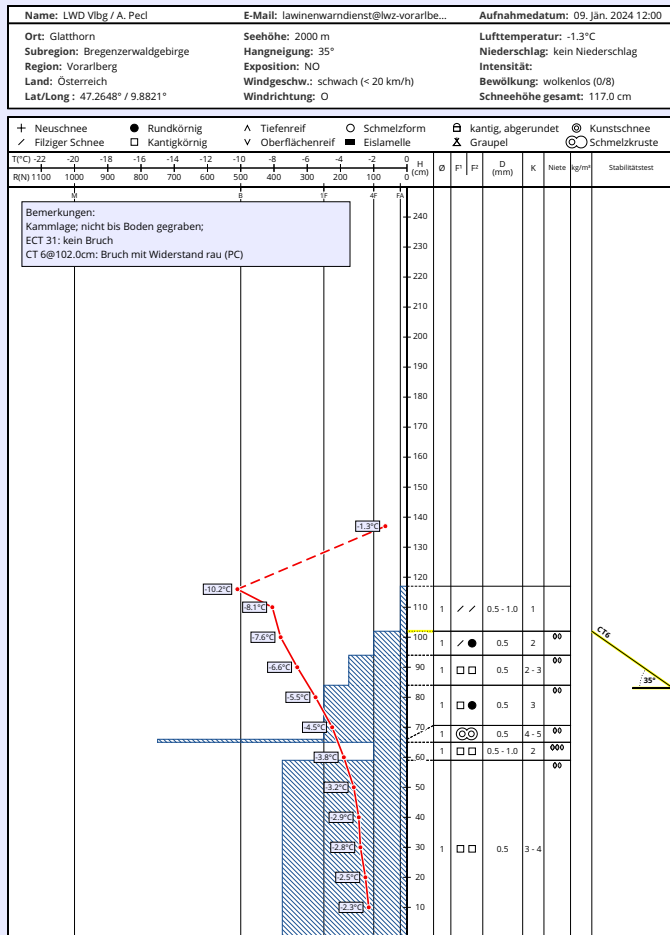 Name: LWD Vlbg / A. Pecl E-Mail: lawinenwarndienst@lwz-vorarlbe... Aufnahmedatum: 09. Jän. 2024 12:00
Ort: Glatthorn Seehöhe: 2000 m Lufttemperatur: -1.3°C
Subregion: Bregenzerwaldgebirge Hangneigung: 35° Niederschlag: kein Niederschlag
Region: Vorarlberg Exposition: NO Intensität:
Land: Österreich Windgeschw.: schwach (< 20 km/h) Bewölkung: wolkenlos (0/8)
Lat/Long : 47.2648° / 9.8821° Windrichtung: O Schneehöhe gesamt: 117.0 cm
Neuschnee Rundkörnig Tiefenreif Schmelzform kantig, abgerundet Kunstschnee
Filziger Schnee Kantigkörnig Oberflächenreif Eislamelle Graupel Schmelzkruste
T(°C) -22 -20 -18 -16 -14 -12 -10 -8 -6 -4 -2 0 H (cm) Ø F¹ F² D (mm) K Niete kg/m³ Stabilitätstest
R(N) 1100 1000 900 800 700 600 500 400 300 200 100 0
M B 1F 4F FA
Bemerkungen:
Kammlage; nicht bis Boden gegraben;
ECT 31: kein Bruch
CT 6@102.0cm: Bruch mit Widerstand rau (PC)
240
230
220
210
200
190
180
170
160
150
140
-1.3°C
130
120
-10.2°C
-8.1°C 110 1 0.5 - 1.0 1
-7.6°C 100 1 0.5 2 CT6
-6.6°C 90 1 0.5 2 - 3
35°
-5.5°C 80 1 0.5 3
-4.5°C 70 1 0.5 4 - 5
-3.8°C 60 1 0.5 - 1.0 2
-3.2°C 50
-2.9°C 40
-2.8°C 30 1 0.5 3 - 4
-2.5°C 20
-2.3°C 10